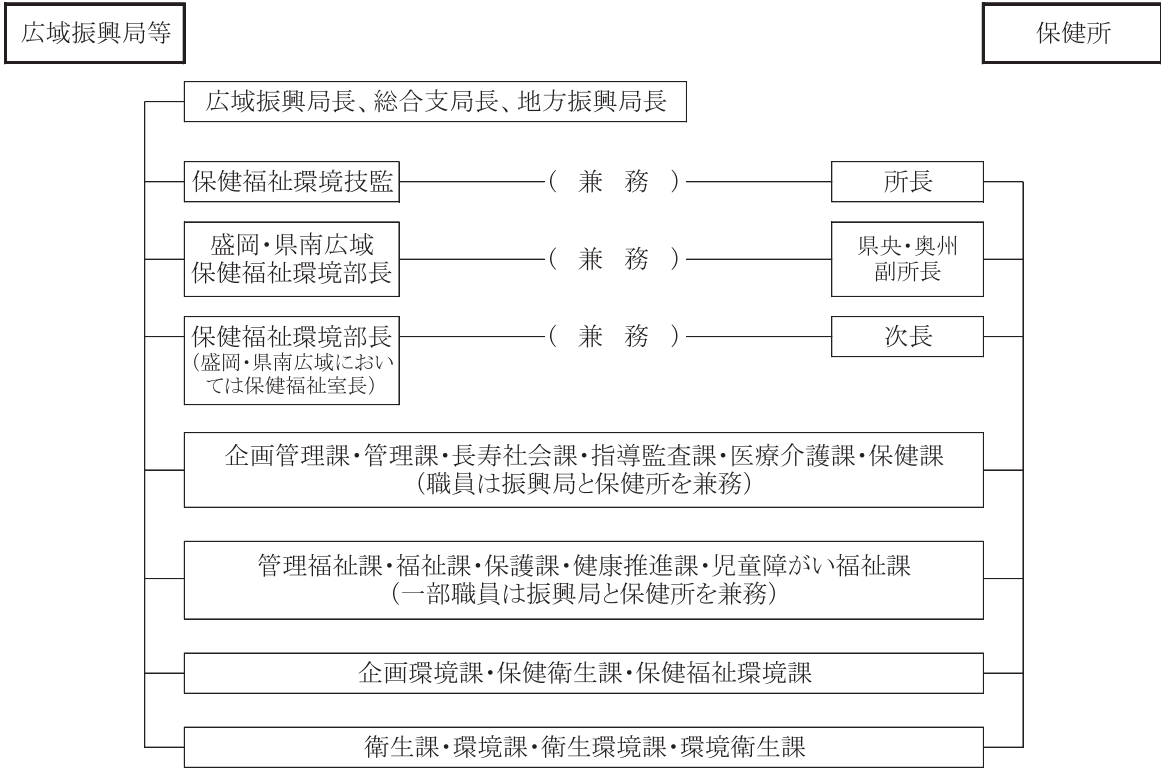 広域振興局等
保健所
広域振興局長、総合支局長、地方振興局長
保健福祉環境技監
(兼務)
所長
盛岡・県南広域
保健福祉環境部長
(兼務)
県央・奥州
副所長
保健福祉環境部長
(盛岡・県南広域におい
ては保健福祉室長)
(兼務)
次長
企画管理課・管理課・長寿社会課・指導監査課・医療介護課・保健課
(職員は振興局と保健所を兼務)
管理福祉課・福祉課・保護課・健康推進課・児童障がい福祉課
(一部職員は振興局と保健所を兼務)
企画環境課・保健衛生課・保健福祉環境課
衛生課・環境課・衛生環境課・環境衛生課